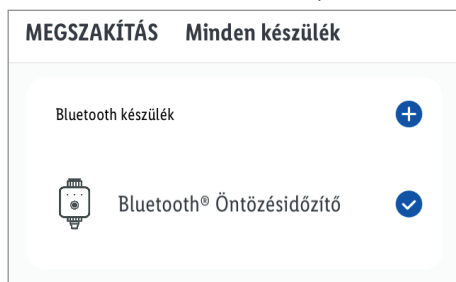 MEGSZAKÍTÁS Minden készülék
Bluetooth készülék
Bluetooth® Öntözésidőzítő